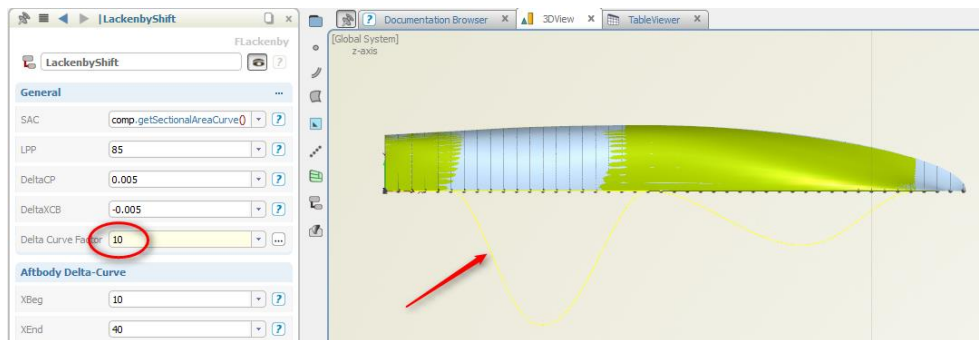 |LackenbyShift
FLackenby
LackenbyShift
General
SAC comp.getSectionalAreaCurve()
LPP 85
DeltaCP 0.005
DeltaXCB -0.005
Delta Curve Factor 10
Aftbody Delta-Curve
XBeg 10
XEnd 40
Documentation Browser 3DView TableViewer
[Global System]
z-axis